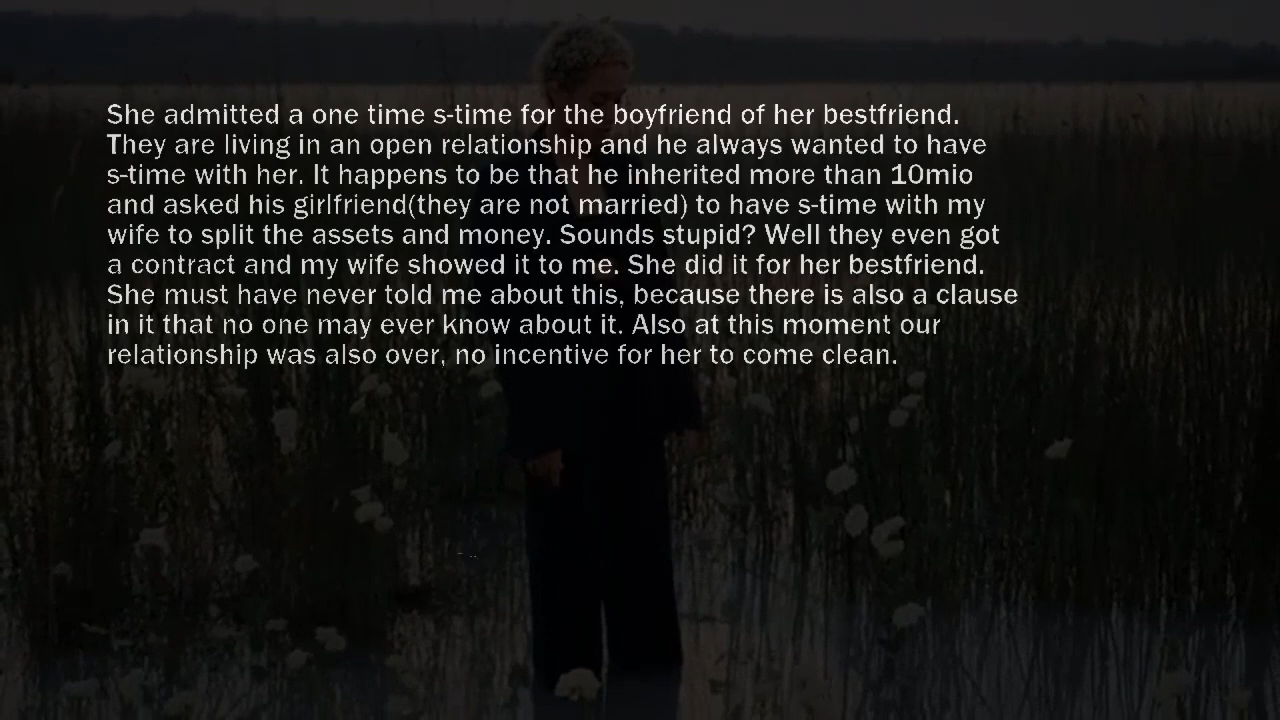 She admitted a one time s-time for the boyfriend of her bestfriend.
They are living in an open relationship and he always wanted to have
s-time with her. It happens to be that he inherited more than 10mio
and asked his girlfriend(they are not married) to have s-time with my
wife to split the assets and money. Sounds stupid? Well they even got
a contract and my wife showed it to me. She did it for her bestfriend.
She must have never told me about this, because there is also a clause
in it that no one may ever know about it. Also at this moment our
relationship was also over, no incentive for her to come clean.